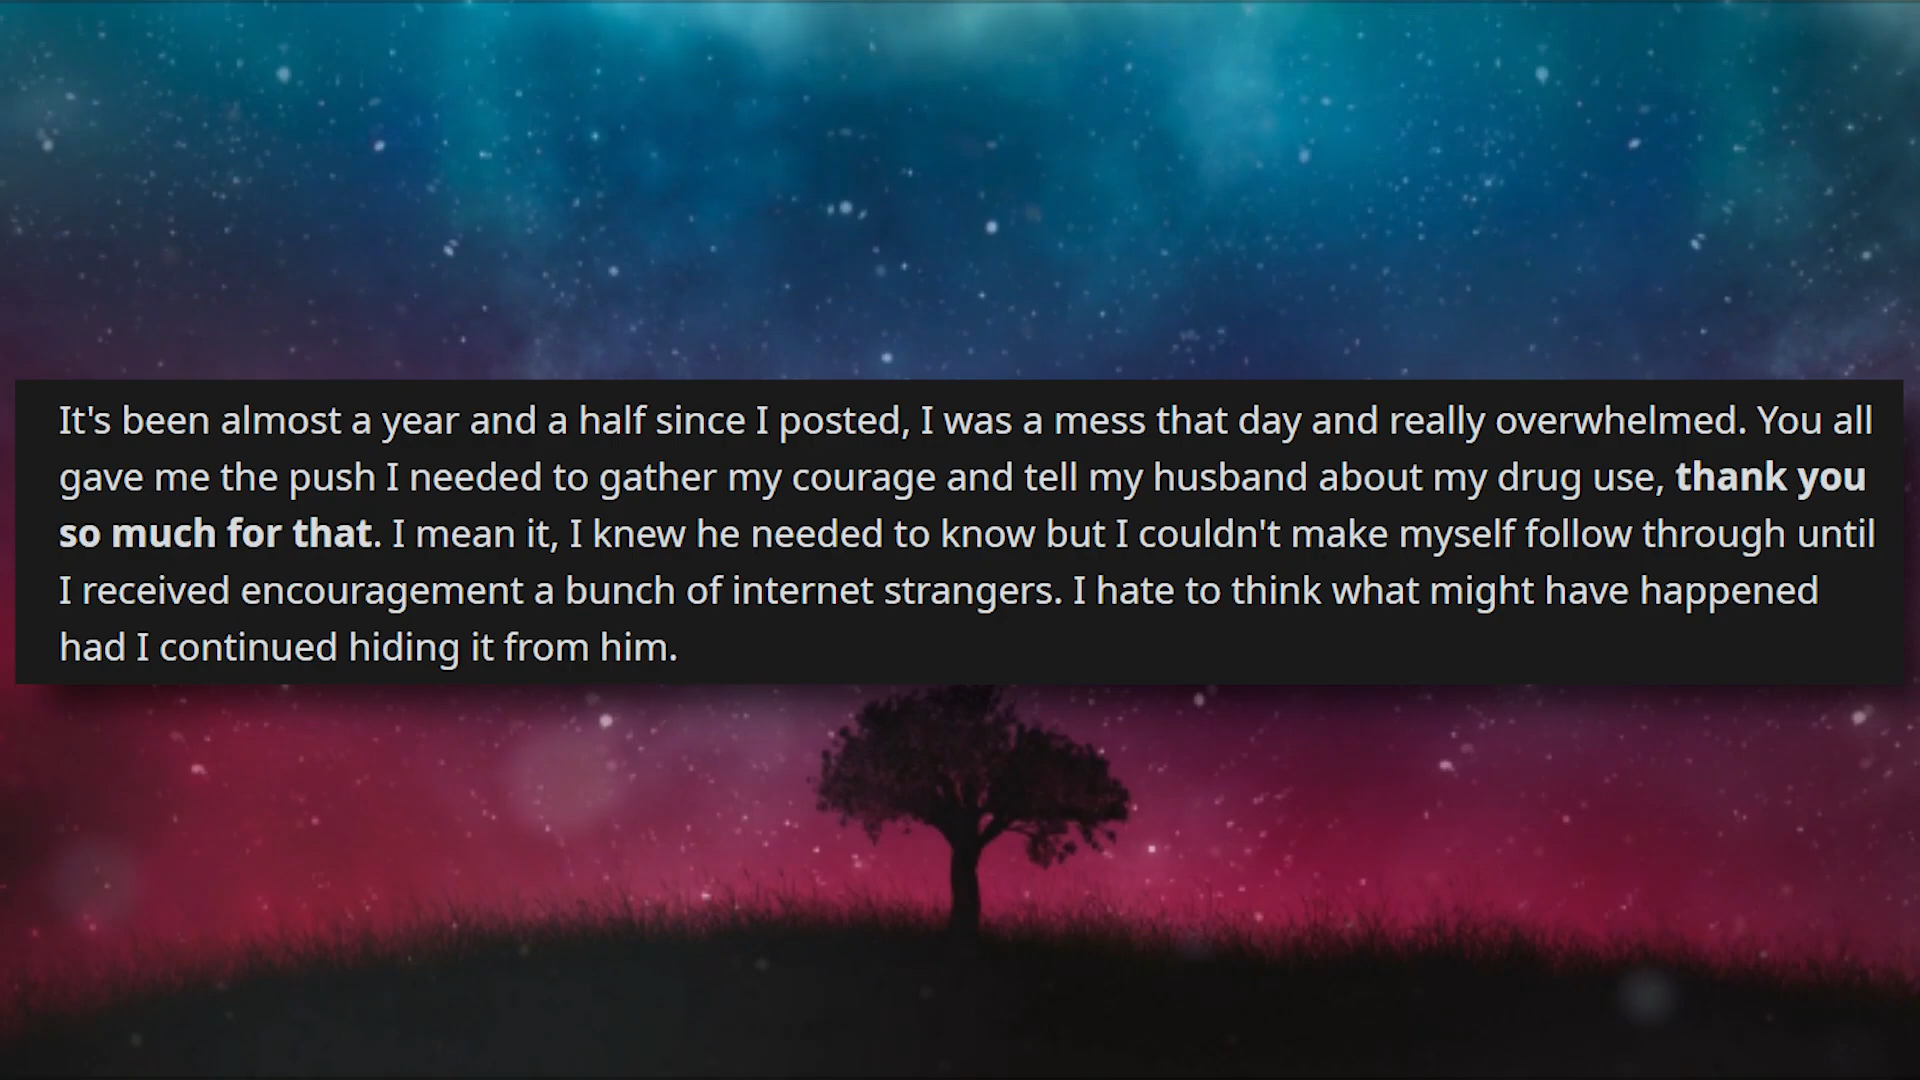 It's been almost a year and a half since I posted, I was a mess that day and really overwhelmed. You all
gave me the push I needed to gather my courage and tell my husband about my drug use, thank you
so much for that. I mean it, I knew he needed to know but I couldn't make myself follow through until
I received encouragement a bunch of internet strangers. I hate to think what might have happened
had I continued hiding it from him.